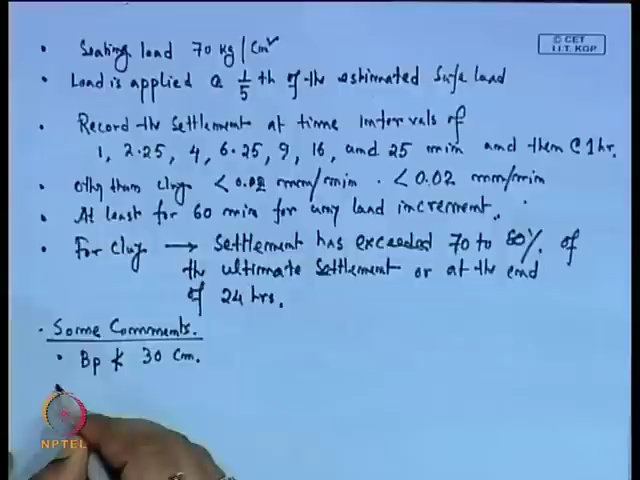 © CET
I.I.T. KGP
• Seating load 70 kg/cm²
• Load is applied @ 1/5 th of the estimated safe load
• Record the settlement at time intervals of
1, 2.25, 4, 6.25, 9, 16, and 25 min and then @ 1 hr.
• other than clay < 0.02 mm/min . < 0.02 mm/min
• At least for 60 min for any load increment.
• For clay → Settlement has exceeded 70 to 80% of
the ultimate settlement or at the end
of 24 hrs.
• Some Comments.
• Bp ≮ 30 cm.
NPTEL